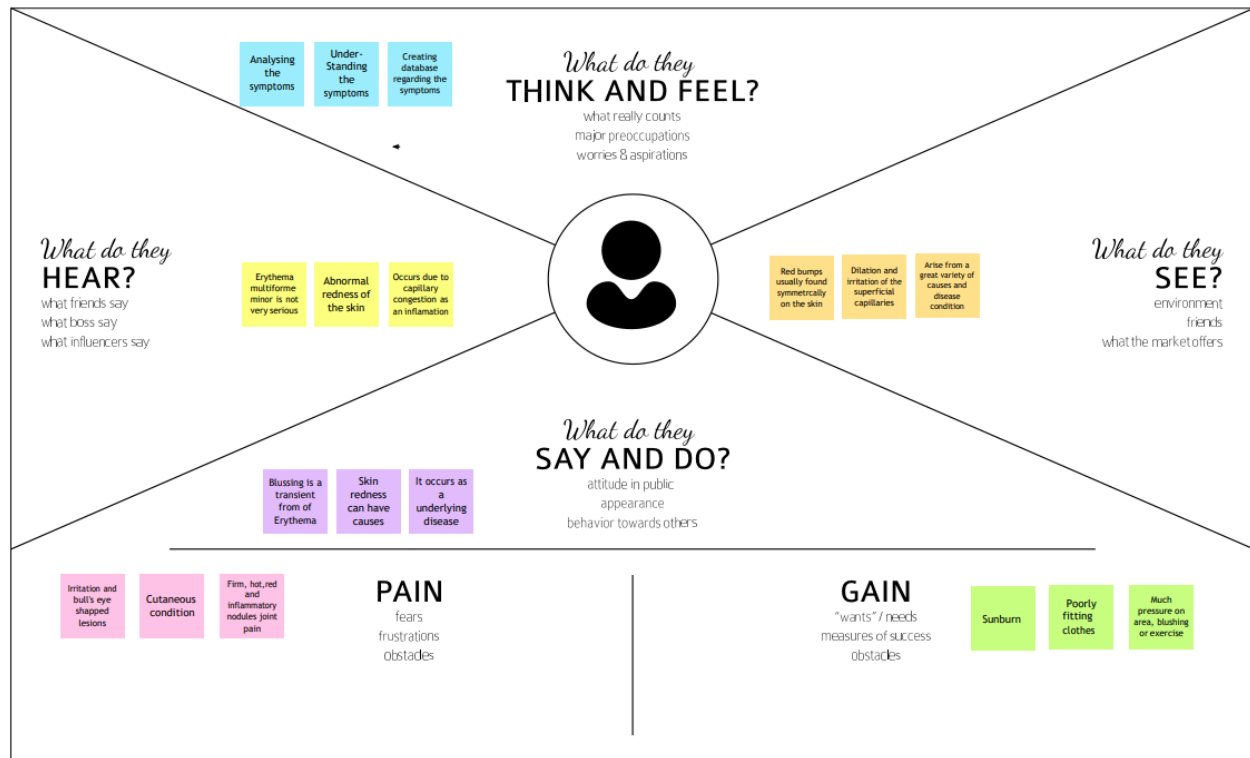 Analysing
the
symptoms
Under-
Standing
the
symptoms
Creating
database
regarding the
symptoms
What do they
THINK AND FEEL?
what really counts
major preoccupations
worries & aspirations
What do they
HEAR?
what friends say
what boss say
what influencers say
Erythema
multiforme
minor is not
very serious
Abnormal
redness of
the skin
Occurs due to
capillary
congestion as
an inflamation
Red bumps
usually found
symmetrcally
on the skin
Dilation and
irritation of the
superficial
capillaries
Arise from a
great variety of
causes and
disease
condition
What do they
SEE?
environment
friends
what the market offers
What do they
SAY AND DO?
attitude in public
appearance
behavior towards others
Blussing is a
transient
from of
Erythema
Skin
redness
can have
causes
It occurs as
a
underlying
disease
Irritation and
bull's eye
shapped
lesions
Cutaneous
condition
Firm, hot,red
and
inflammatory
nodules joint
pain
PAIN
fears
frustrations
obstacles
GAIN
"wants" / needs
measures of success
obstacles
Sunburn
Poorly
fitting
clothes
Much
pressure on
area, blushing
or exercise